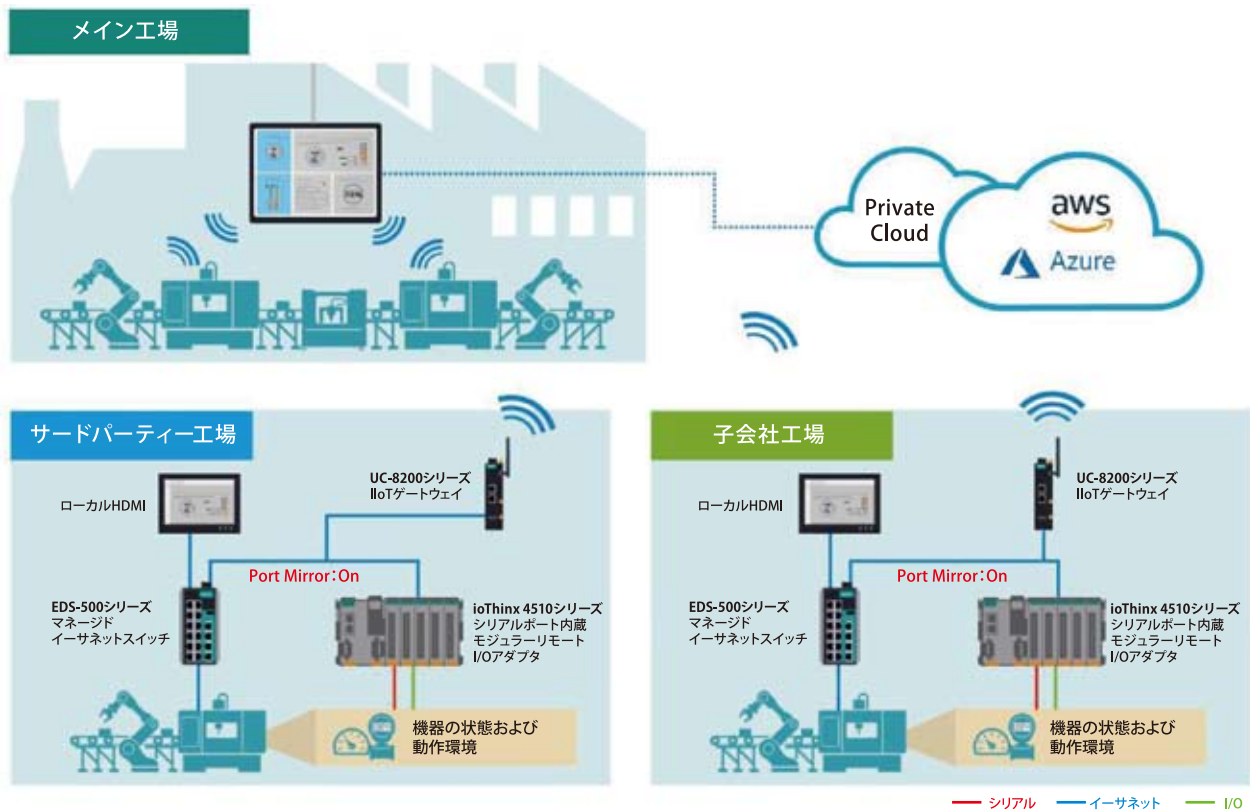 メイン工場
Private
Cloud
aws
Azure
サードパーティー工場
UC-8200シリーズ
IIoTゲートウェイ
ローカルHDMI
Port Mirror：On
EDS-500シリーズ
マネージド
イーサネットスイッチ
ioThinx 4510シリーズ
シリアルポート内蔵
モジュラーリモート
I/Oアダプタ
機器の状態および
動作環境
子会社工場
UC-8200シリーズ
IIoTゲートウェイ
ローカルHDMI
Port Mirror：On
EDS-500シリーズ
マネージド
イーサネットスイッチ
ioThinx 4510シリーズ
シリアルポート内蔵
モジュラーリモート
I/Oアダプタ
機器の状態および
動作環境
シリアル イーサネット I/O